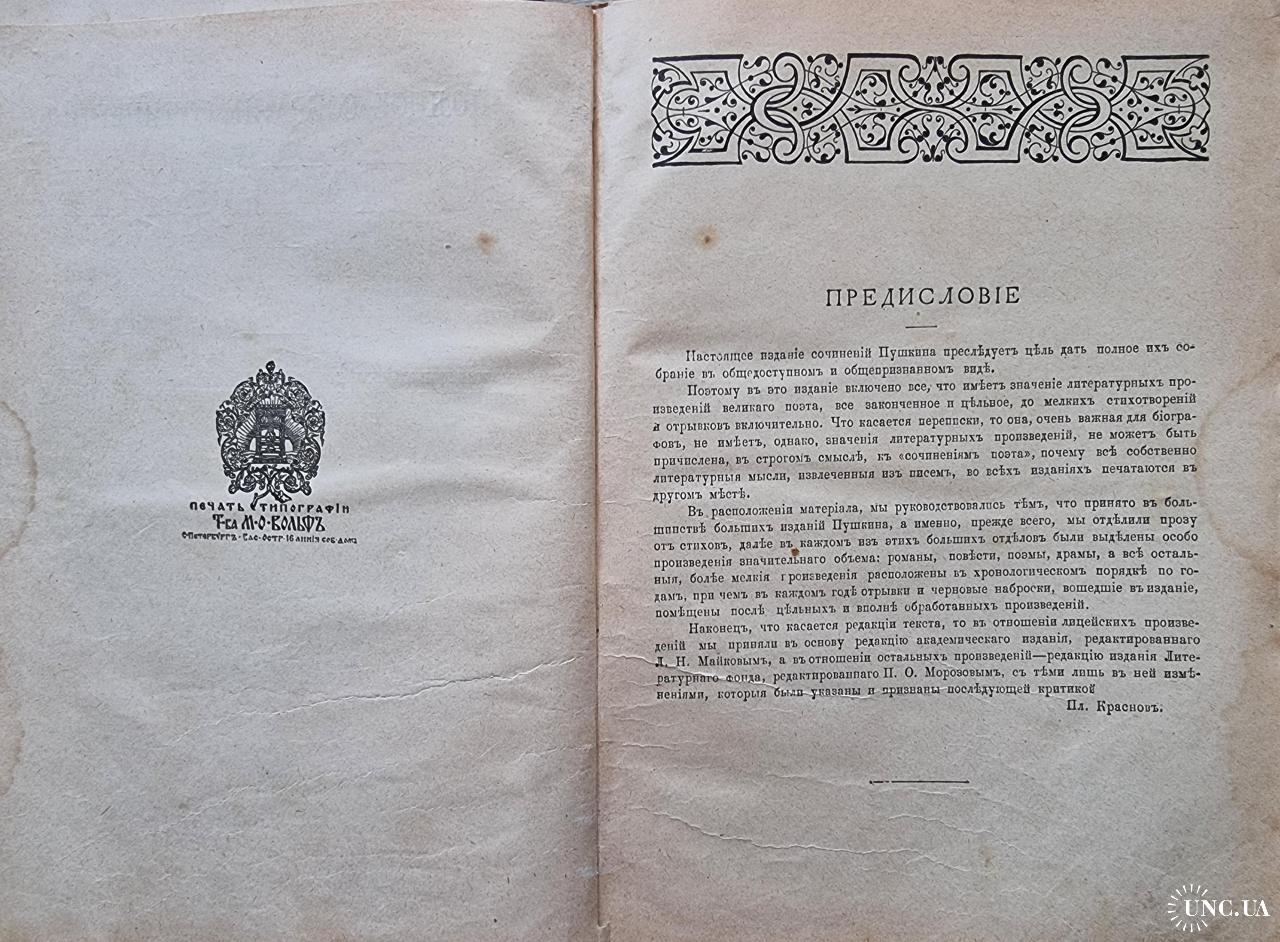 ПЕЧАТЬ ТИПОГРАФІИ
Т-ва М·О·ВОЛЬФЪ
С-ПЕТЕРБУРГЪ · ВАС·ОСТР·16 ЛИНІЯ СОБ·ДОМЪ
ПРЕДИСЛОВІЕ
Настоящее изданіе сочиненій Пушкина преслѣдуетъ цѣль дать полное ихъ со-
браніе въ общедоступномъ и общепризнанномъ видѣ.
Поэтому въ это изданіе включено все, что имѣетъ значеніе литературныхъ про-
изведеній великаго поэта, все законченное и цѣльное, до мелкихъ стихотвореній
и отрывковъ включительно. Что касается переписки, то она, очень важная для біогра-
фовъ, не имѣетъ, однако, значенія литературныхъ произведеній, не можетъ быть
причислена, въ строгомъ смыслѣ, къ «сочиненіямъ поэта», почему всѣ собственно
литературныя мысли, извлеченныя изъ писемъ, во всѣхъ изданіяхъ печатаются въ
другомъ мѣстѣ.
Въ расположеніи матеріала, мы руководствовались тѣмъ, что принято въ боль-
шинствѣ большихъ изданій Пушкина, а именно, прежде всего, мы отдѣлили прозу
отъ стиховъ, далѣе въ каждомъ изъ этихъ большихъ отдѣловъ были выдѣлены особо
произведенія значительнаго объема: романы, повѣсти, поэмы, драмы, а всѣ осталь-
ныя, болѣе мелкія произведенія расположены въ хронологическомъ порядкѣ по го-
дамъ, при чемъ въ каждомъ годѣ отрывки и черновые наброски, вошедшіе въ изданіе,
помѣщены послѣ цѣльныхъ и вполнѣ обработанныхъ произведеній.
Наконецъ, что касается редакціи текста, то въ отношеніи лицейскихъ произве-
деній мы приняли въ основу редакцію академическаго изданія, редактированнаго
Л. Н. Майковымъ, а въ отношеніи остальныхъ произведеній—редакцію изданія Лите-
ратурнаго фонда, редактированнаго П. О. Морозовымъ, съ тѣми лишь въ ней измѣ-
неніями, которыя были указаны и признаны послѣдующей критикой
Пл. Красновъ.
UNC.UA